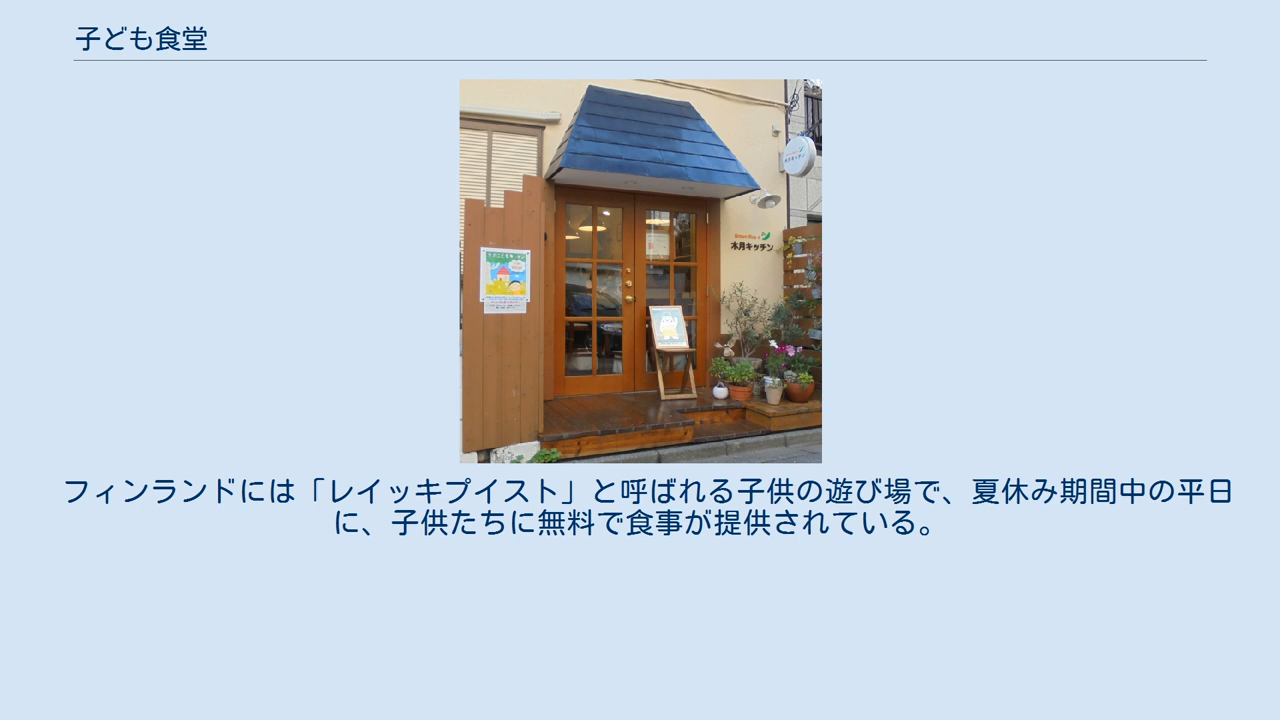 子ども食堂
木月キッチン
フィンランドには「レイッキプイスト」と呼ばれる子供の遊び場で、夏休み期間中の平日
に、子供たちに無料で食事が提供されている。